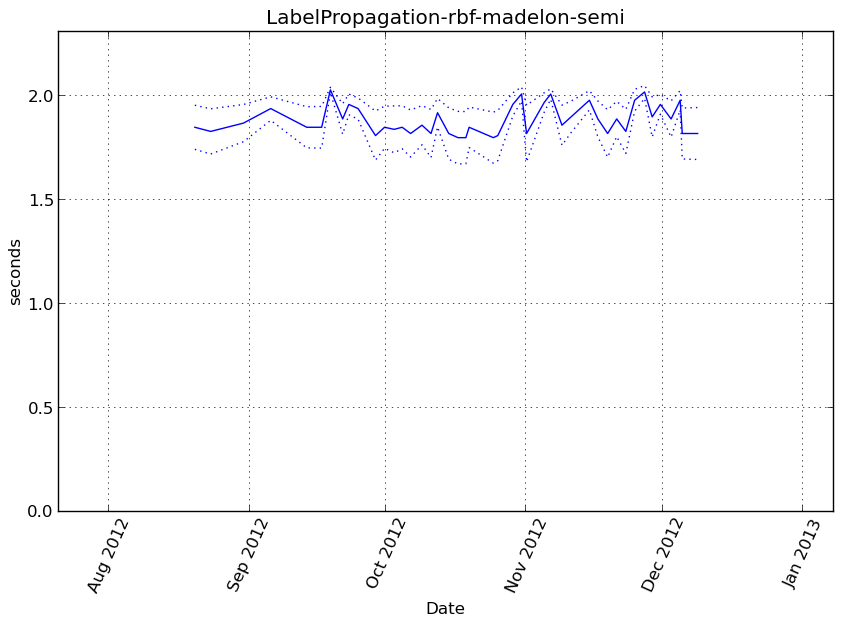 LabelPropagation-rbf-madelon-semi
2.0
1.5
1.0
0.5
0.0
seconds
Aug 2012
Sep 2012
Oct 2012
Nov 2012
Dec 2012
Jan 2013
Date